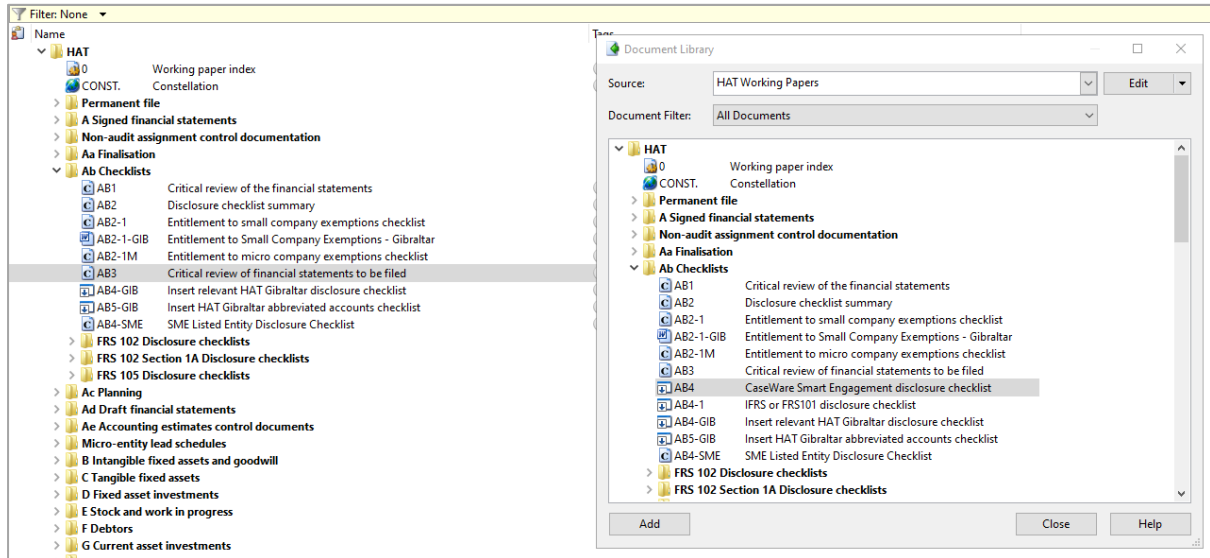 Filter: None
Name
Tags
HAT
0 Working paper index
CONST. Constellation
Permanent file
A Signed financial statements
Non-audit assignment control documentation
Aa Finalisation
Ab Checklists
AB1 Critical review of the financial statements
AB2 Disclosure checklist summary
AB2-1 Entitlement to small company exemptions checklist
AB2-1-GIB Entitlement to Small Company Exemptions - Gibraltar
AB2-1M Entitlement to micro company exemptions checklist
AB3 Critical review of financial statements to be filed
AB4-GIB Insert relevant HAT Gibraltar disclosure checklist
AB5-GIB Insert HAT Gibraltar abbreviated accounts checklist
AB4-SME SME Listed Entity Disclosure Checklist
FRS 102 Disclosure checklists
FRS 102 Section 1A Disclosure checklists
FRS 105 Disclosure checklists
Ac Planning
Ad Draft financial statements
Ae Accounting estimates control documents
Micro-entity lead schedules
B Intangible fixed assets and goodwill
C Tangible fixed assets
D Fixed asset investments
E Stock and work in progress
F Debtors
G Current asset investments
Document Library
Source: HAT Working Papers Edit
Document Filter: All Documents
HAT
0 Working paper index
CONST. Constellation
Permanent file
A Signed financial statements
Non-audit assignment control documentation
Aa Finalisation
Ab Checklists
AB1 Critical review of the financial statements
AB2 Disclosure checklist summary
AB2-1 Entitlement to small company exemptions checklist
AB2-1-GIB Entitlement to Small Company Exemptions - Gibraltar
AB2-1M Entitlement to micro company exemptions checklist
AB3 Critical review of financial statements to be filed
AB4 CaseWare Smart Engagement disclosure checklist
AB4-1 IFRS or FRS101 disclosure checklist
AB4-GIB Insert relevant HAT Gibraltar disclosure checklist
AB5-GIB Insert HAT Gibraltar abbreviated accounts checklist
AB4-SME SME Listed Entity Disclosure Checklist
FRS 102 Disclosure checklists
FRS 102 Section 1A Disclosure checklists
Add Close Help